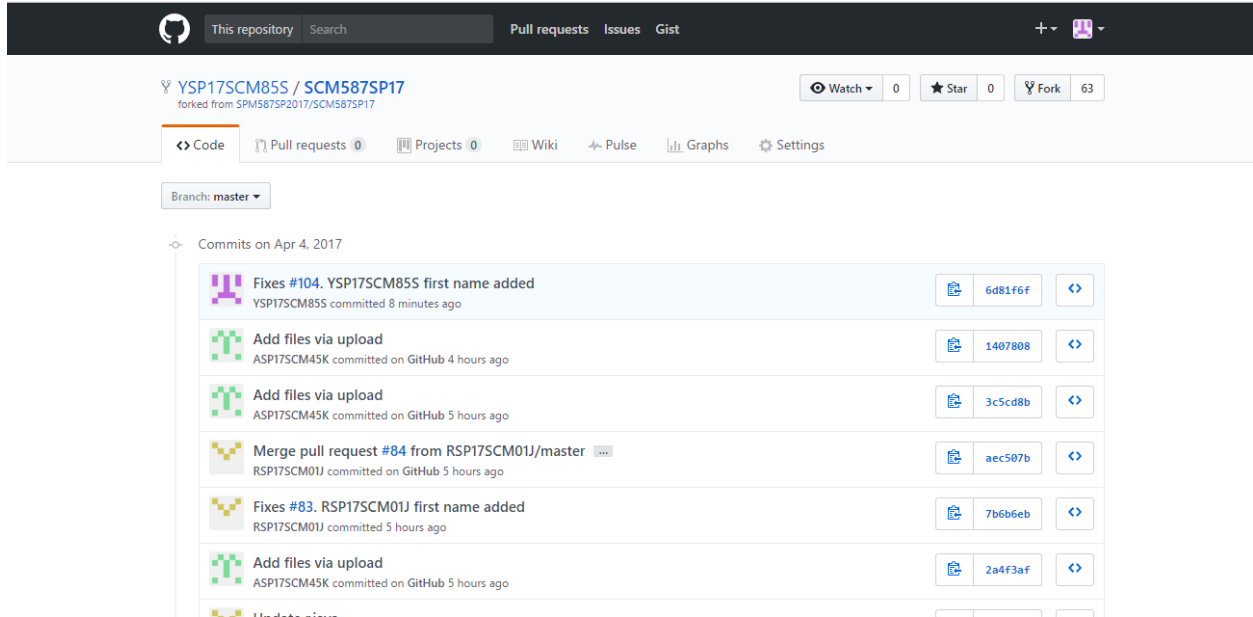 This repository Search Pull requests Issues Gist
YSP17SCM85S / SCM587SP17 Watch 0 Star 0 Fork 63
forked from SPM587SP2017/SCM587SP17
Code Pull requests 0 Projects 0 Wiki Pulse Graphs Settings
Branch: master
Commits on Apr 4, 2017
Fixes #104. YSP17SCM85S first name added
YSP17SCM85S committed 8 minutes ago
6d81f6f
Add files via upload
ASP17SCM45K committed on GitHub 4 hours ago
1407808
Add files via upload
ASP17SCM45K committed on GitHub 5 hours ago
3c5cd8b
Merge pull request #84 from RSP17SCM01J/master ...
RSP17SCM01J committed on GitHub 5 hours ago
aec507b
Fixes #83. RSP17SCM01J first name added
RSP17SCM01J committed 5 hours ago
7b6b6eb
Add files via upload
ASP17SCM45K committed on GitHub 5 hours ago
2a4f3af